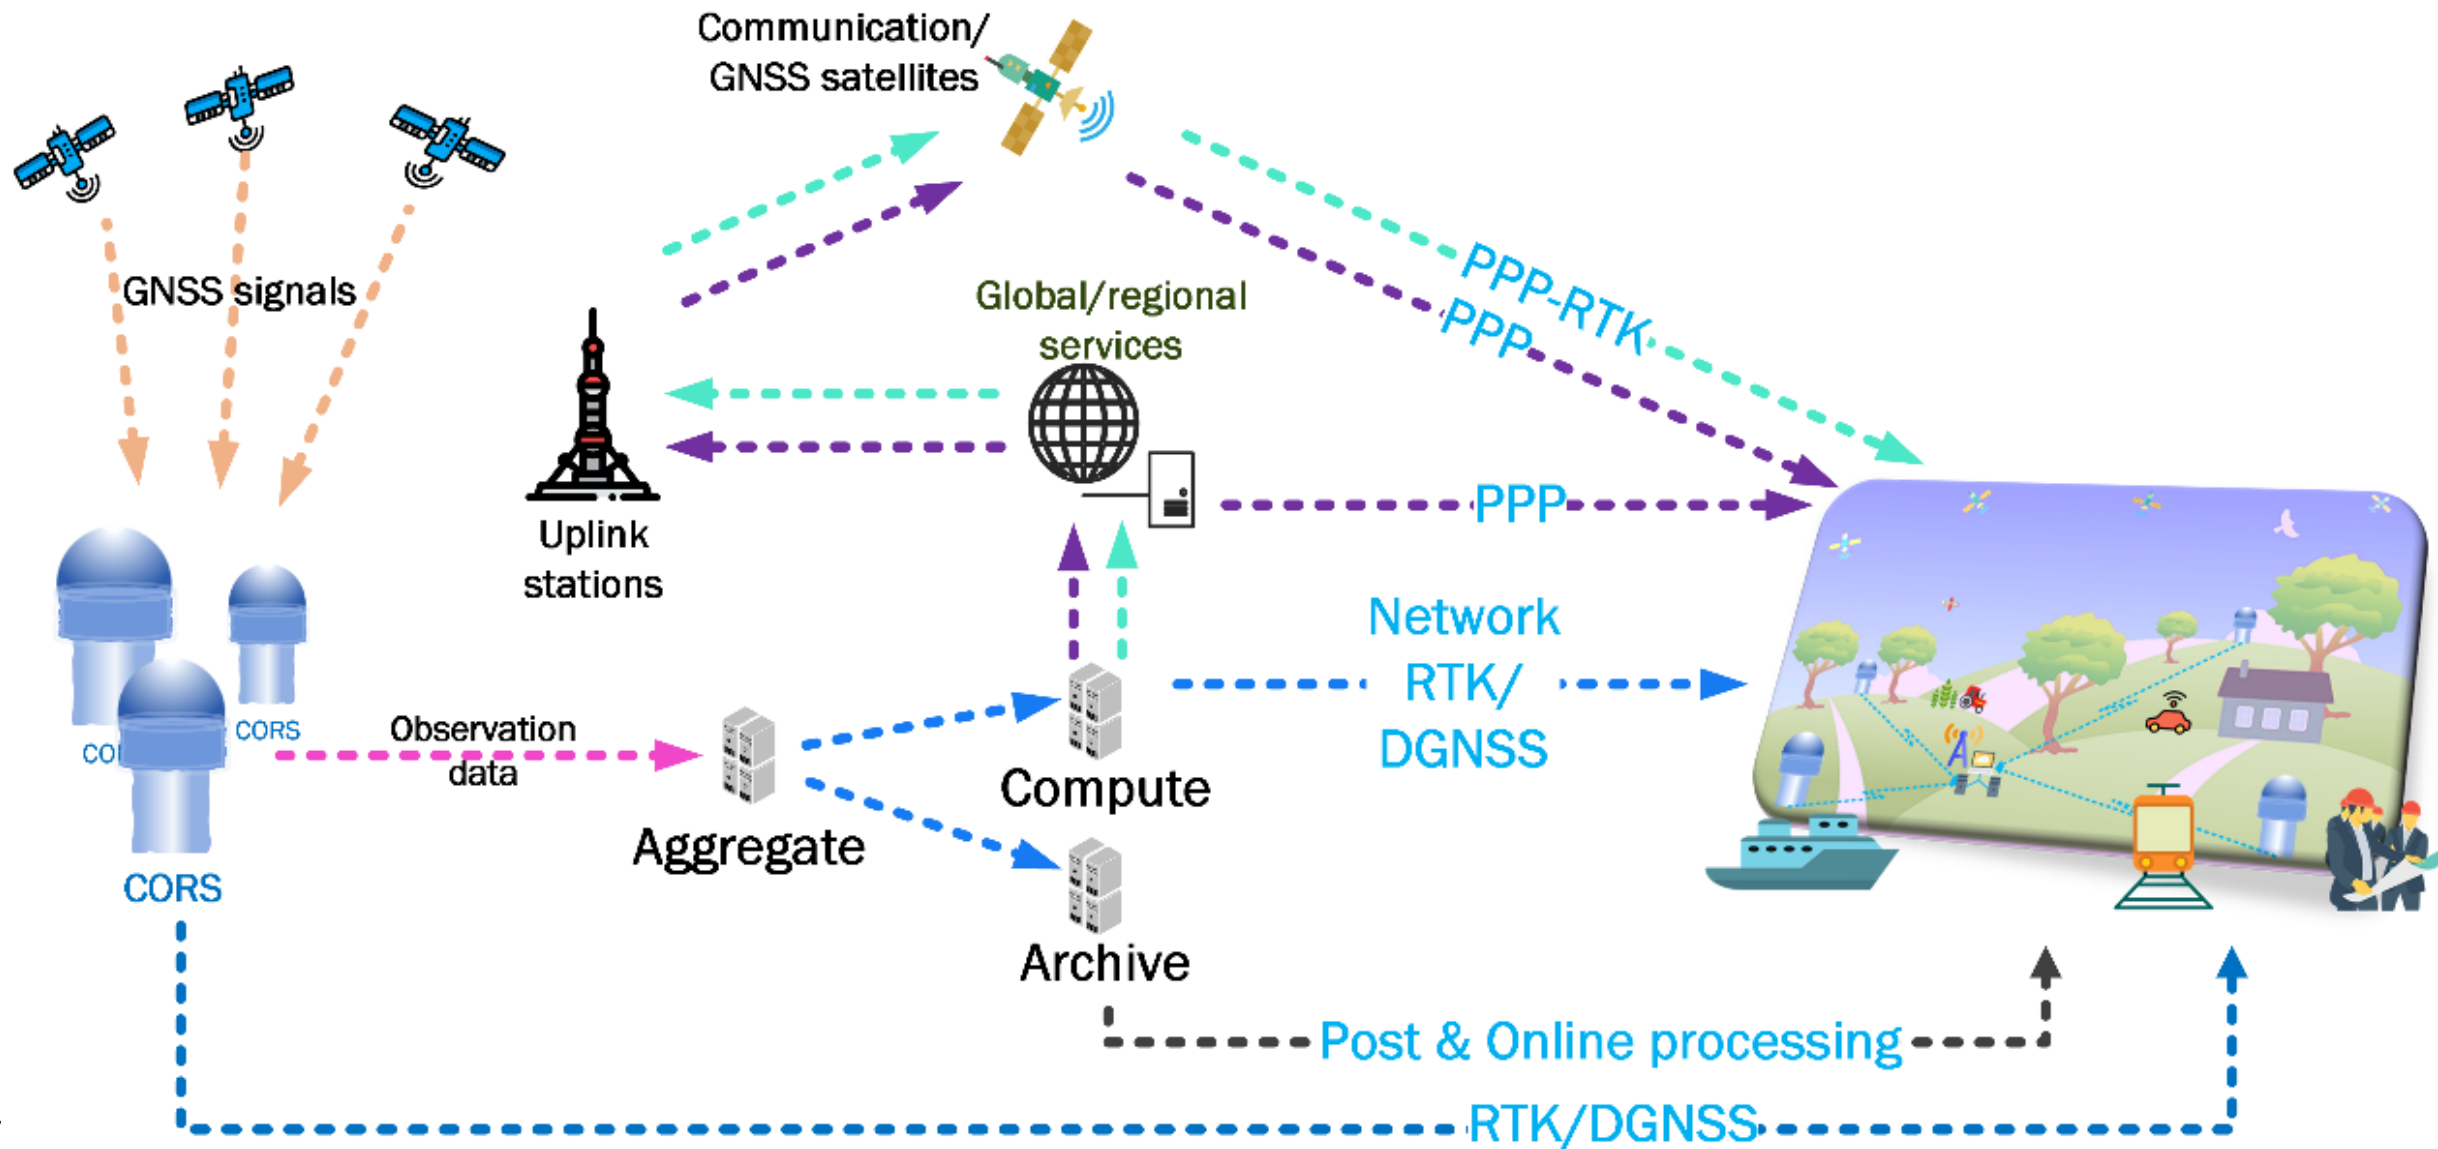 Communication/
GNSS satellites
GNSS signals
PPP-RTK
PPP
Global/regional
services
Uplink
stations
PPP
Network
RTK/
DGNSS
CORS
Observation
data
Compute
Aggregate
CORS
Archive
Post & Online processing
RTK/DGNSS